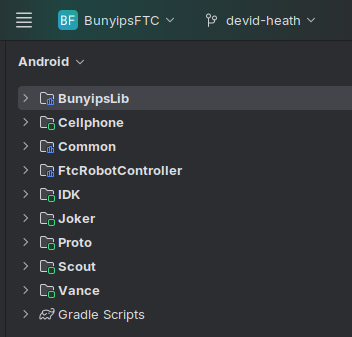 BF BunyipsFTC devid-heath
Android
BunyipsLib
Cellphone
Common
FtcRobotController
IDK
Joker
Proto
Scout
Vance
Gradle Scripts